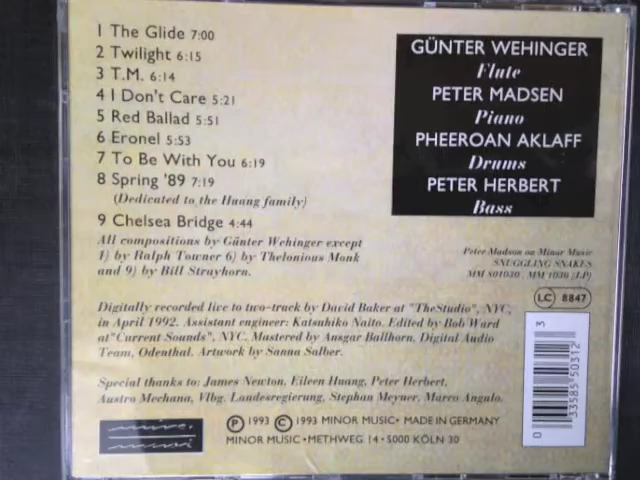 1 The Glide 7:00
2 Twilight 6:15
3 T.M. 6:14
4 I Don't Care 5:21
5 Red Ballad 5:51
6 Eronel 5:53
7 To Be With You 6:19
8 Spring '89 7:19
(Dedicated to the Huang family)
9 Chelsea Bridge 4:44
All compositions by Günter Wehinger except
1) by Ralph Towner 6) by Thelonious Monk
and 9) by Bill Strayhorn.
GÜNTER WEHINGER
Flute
PETER MADSEN
Piano
PHEEROAN AKLAFF
Drums
PETER HERBERT
Bass
Peter Madson on Minor Music
SNUGGLING SNAKES
MM 801030 . MM 1030 (LP)
LC 8847
Digitally recorded live to two-track by David Baker at "TheStudio", NYC,
in April 1992. Assistant engineer: Katsuhiko Naito. Edited by Bob Ward
at"Current Sounds", NYC. Mastered by Ansgar Ballhorn, Digital Audio
Team, Odenthal. Artwork by Sanna Salber.
Special thanks to: James Newton, Eileen Huang, Peter Herbert,
Austro Mechana, Vlbg. Landesregierung, Stephan Meyner, Marco Angulo.
P 1993 C 1993 MINOR MUSIC • MADE IN GERMANY
MINOR MUSIC • METHWEG 14 • 5000 KÖLN 30
0 33585 50312 3